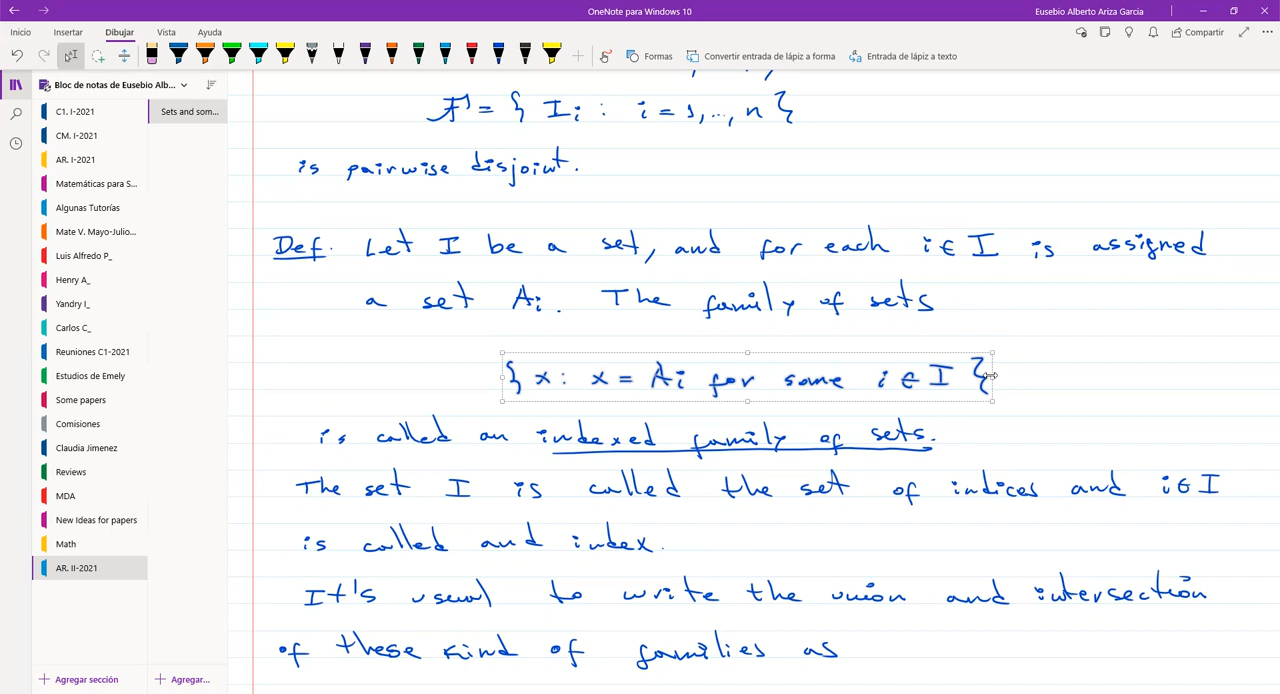 OneNote para Windows 10
Eusebio Alberto Ariza Garcia
Inicio Insertar Dibujar Vista Ayuda
Compartir
Formas Convertir entrada de lápiz a forma Entrada de lápiz a texto
Bloc de notas de Eusebio Alb...
C1. I-2021
CM. I-2021
AR. I-2021
Matemáticas para S...
Algunas Tutorías
Mate V. Mayo-Julio...
Luis Alfredo P_
Henry A_
Yandry I_
Carlos C_
Reuniones C1-2021
Estudios de Emely
Some papers
Comisiones
Claudia Jimenez
Reviews
MDA
New Ideas for papers
Math
AR. II-2021
Agregar sección
Sets and som...
Agregar...
F = { Ii : i = 1, ..., n }
is pairwise disjoint.
Def. Let I be a set, and for each i ∈ I is assigned
a set Ai. The family of sets
{ x : x = Ai for some i ∈ I }
is called an indexed family of sets.
The set I is called the set of indices and i ∈ I
is called and index.
It's usual to write the union and intersection
of these kind of families as